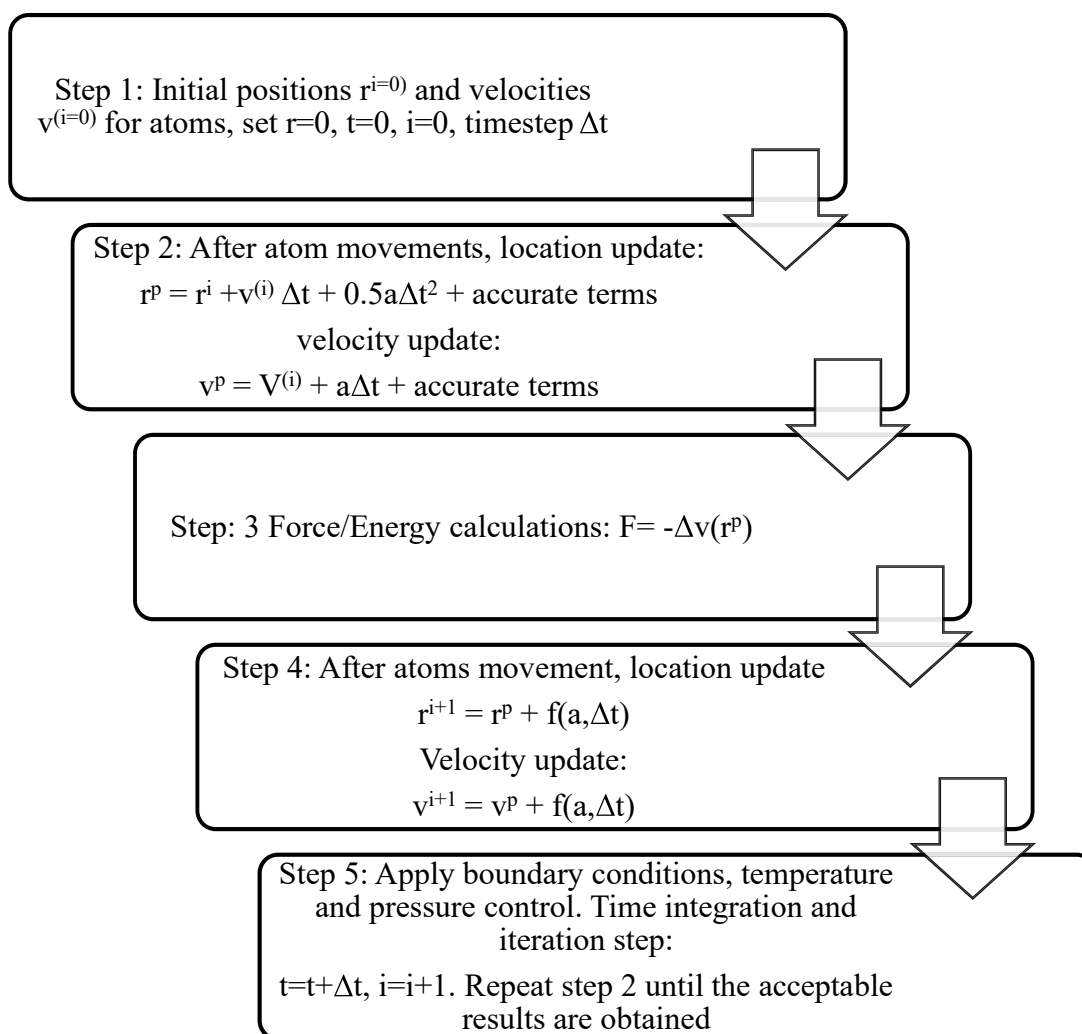 Step 1: Initial positions r^{i=0)} and velocities
v^{(i=0)} for atoms, set r=0, t=0, i=0, timestep Δt
Step 2: After atom movements, location update:
r^p = r^i +v^{(i)} Δt + 0.5aΔt^2 + accurate terms
velocity update:
v^p = V^{(i)} + aΔt + accurate terms
Step: 3 Force/Energy calculations: F= -Δv(r^p)
Step 4: After atoms movement, location update
r^{i+1} = r^p + f(a,Δt)
Velocity update:
v^{i+1} = v^p + f(a,Δt)
Step 5: Apply boundary conditions, temperature
and pressure control. Time integration and
iteration step:
t=t+Δt, i=i+1. Repeat step 2 until the acceptable
results are obtained